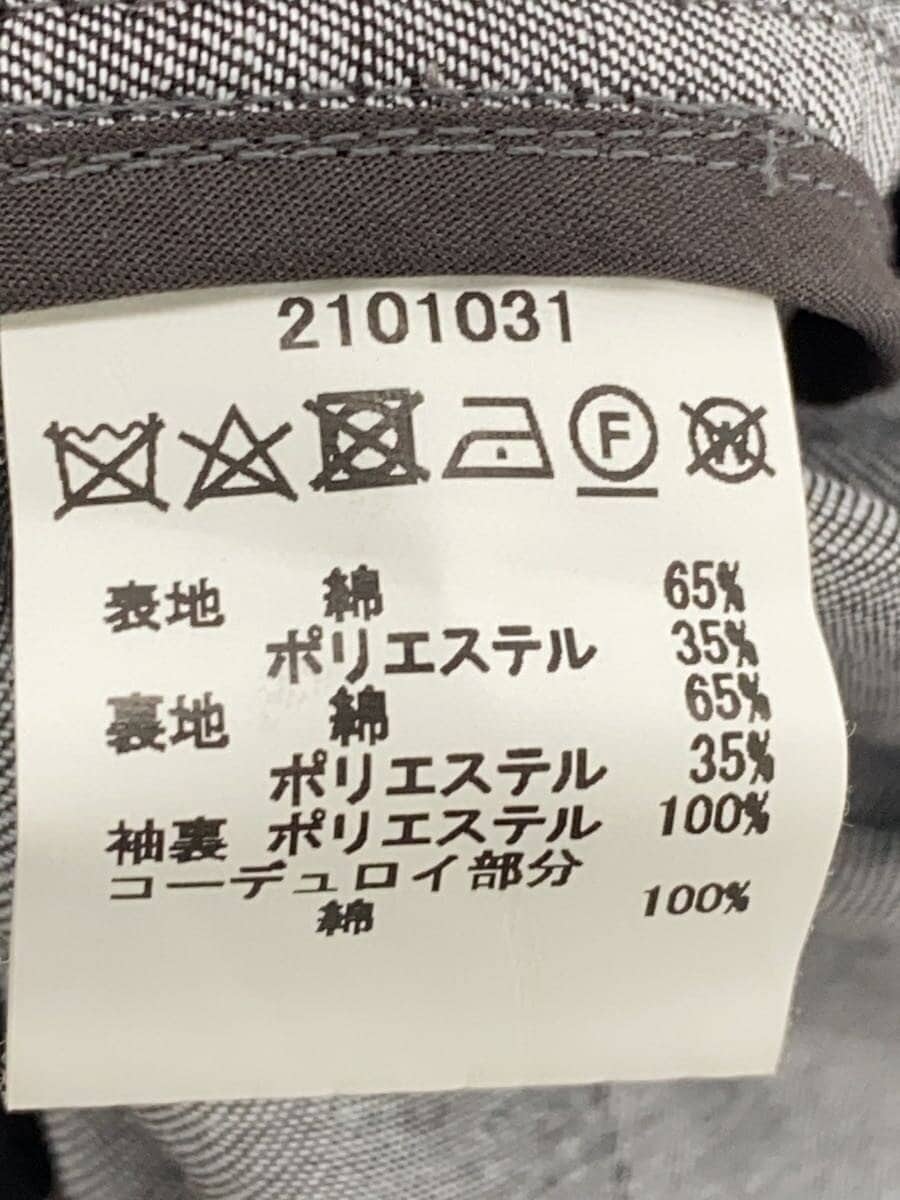 2101031
F
W
表地 綿 65%
ポリエステル 35%
裏地 綿 65%
ポリエステル 35%
袖裏 ポリエステル 100%
コーデュロイ部分
綿 100%